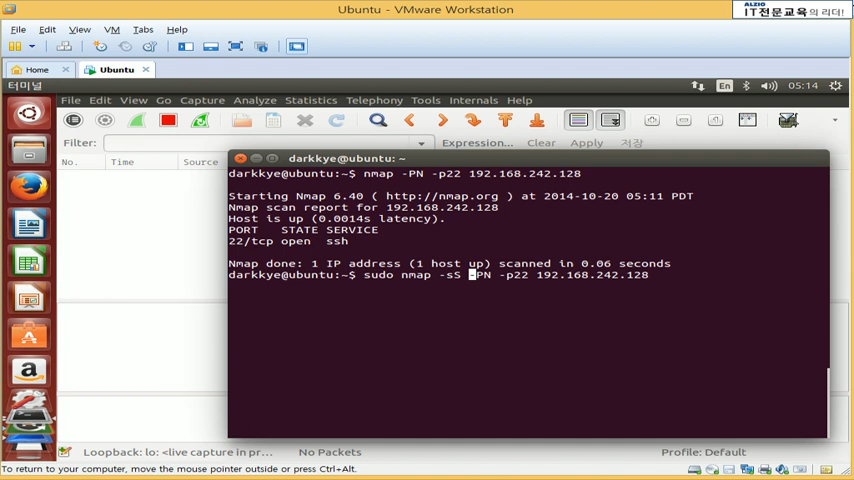 Ubuntu - VMware Workstation
ALZIO
IT전문교육의 리더!
File Edit View VM Tabs Help
Home
Ubuntu
터미널
En
05:14
File Edit View Go Capture Analyze Statistics Telephony Tools Internals Help
Filter:
Expression... Clear Apply 저장
No. Time Source
darkkye@ubuntu: ~
darkkye@ubuntu:~$ nmap -PN -p22 192.168.242.128
Starting Nmap 6.40 ( http://nmap.org ) at 2014-10-20 05:11 PDT
Nmap scan report for 192.168.242.128
Host is up (0.0014s latency).
PORT   STATE SERVICE
22/tcp open  ssh
Nmap done: 1 IP address (1 host up) scanned in 0.06 seconds
darkkye@ubuntu:~$ sudo nmap -sS -PN -p22 192.168.242.128
Loopback: lo: <live capture in pr... No Packets Profile: Default
To return to your computer, move the mouse pointer outside or press Ctrl+Alt.